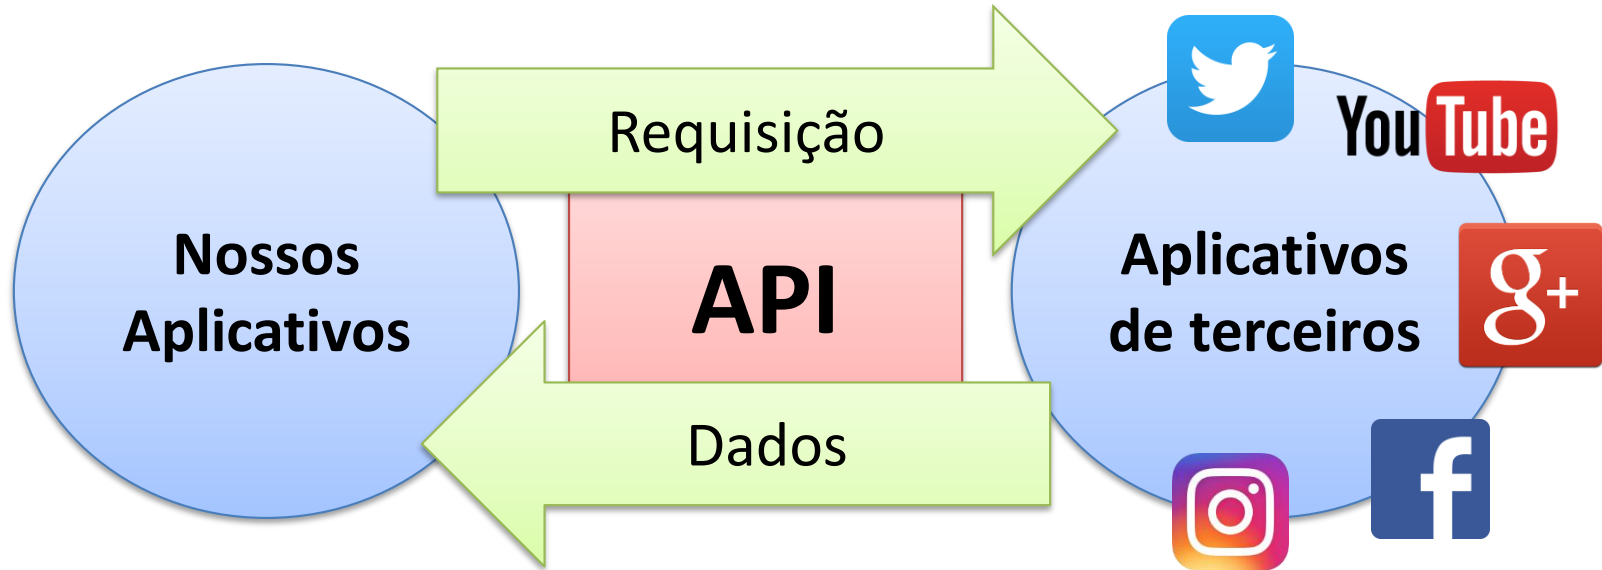 Requisição
YouTube
Nossos
Aplicativos
API
Aplicativos
de terceiros
g+
Dados
f